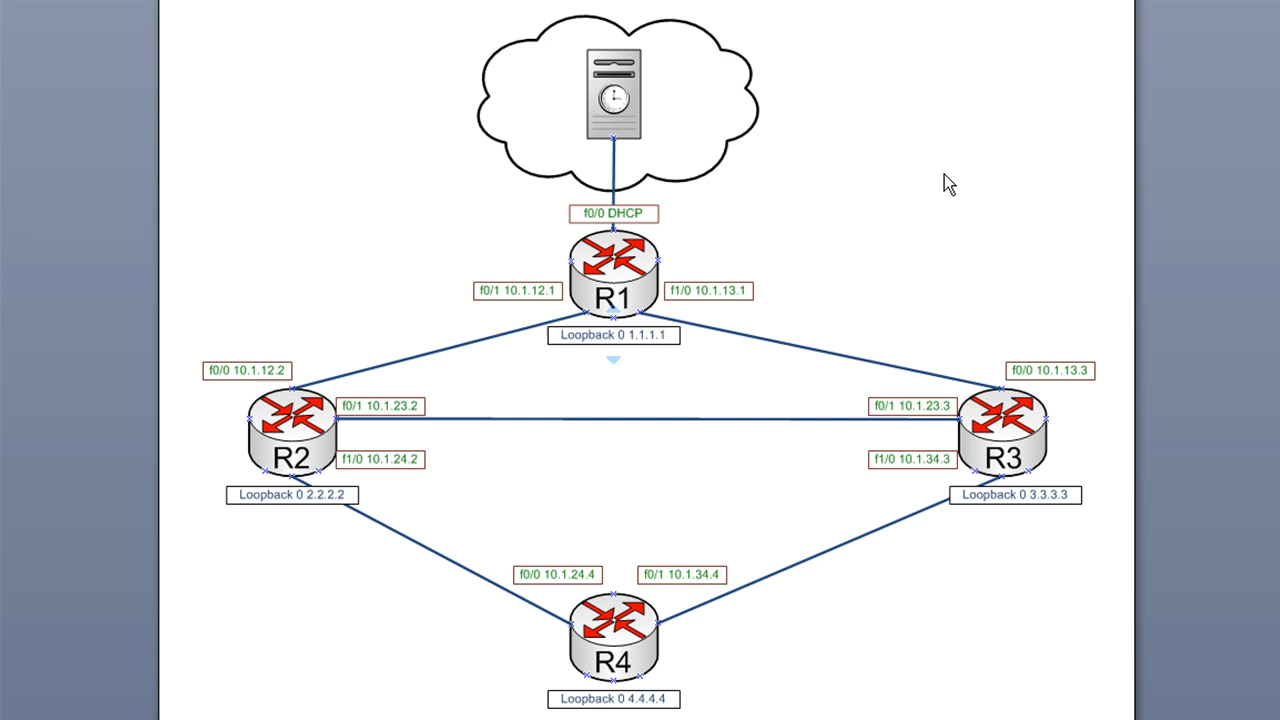 f0/0 DHCP
f0/1 10.1.12.1
f1/0 10.1.13.1
R1
Loopback 0 1.1.1.1
f0/0 10.1.12.2
f0/0 10.1.13.3
f0/1 10.1.23.2
f0/1 10.1.23.3
R2
f1/0 10.1.24.2
f1/0 10.1.34.3
R3
Loopback 0 2.2.2.2
Loopback 0 3.3.3.3
f0/0 10.1.24.4
f0/1 10.1.34.4
R4
Loopback 0 4.4.4.4